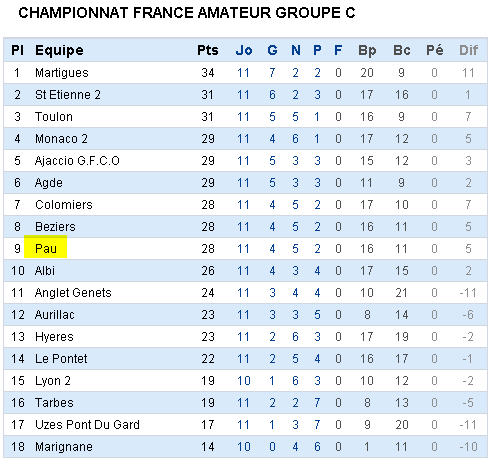 CHAMPIONNAT FRANCE AMATEUR GROUPE C
Pl Equipe Pts Jo G N P F Bp Bc Pé Dif
1 Martigues 34 11 7 2 2 0 20 9 0 11
2 St Etienne 2 31 11 6 2 3 0 17 16 0 1
3 Toulon 31 11 5 5 1 0 16 9 0 7
4 Monaco 2 29 11 4 6 1 0 17 12 0 5
5 Ajaccio G.F.C.O 29 11 5 3 3 0 15 12 0 3
6 Agde 29 11 5 3 3 0 11 9 0 2
7 Colomiers 28 11 4 5 2 0 17 10 0 7
8 Beziers 28 11 4 5 2 0 16 11 0 5
9 Pau 28 11 4 5 2 0 16 11 0 5
10 Albi 26 11 4 3 4 0 17 15 0 2
11 Anglet Genets 24 11 3 4 4 0 10 21 0 -11
12 Aurillac 23 11 3 3 5 0 8 14 0 -6
13 Hyeres 23 11 2 6 3 0 17 19 0 -2
14 Le Pontet 22 11 2 5 4 0 16 17 0 -1
15 Lyon 2 19 10 1 6 3 0 10 12 0 -2
16 Tarbes 19 11 2 2 7 0 8 13 0 -5
17 Uzes Pont Du Gard 17 11 1 3 7 0 9 20 0 -11
18 Marignane 14 10 0 4 6 0 1 11 0 -10